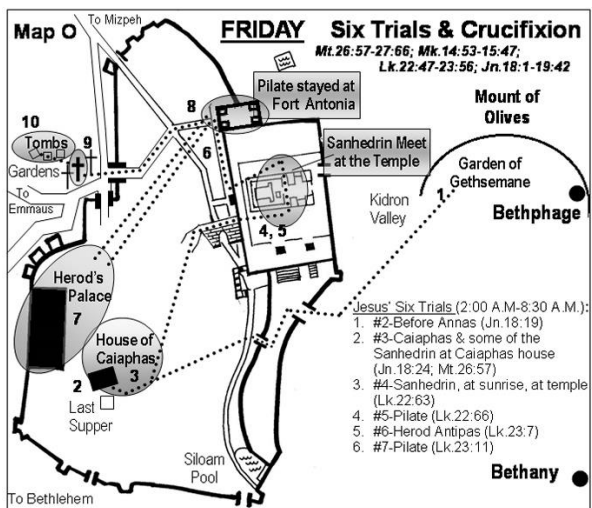 Map O
To Mizpeh
FRIDAY
Six Trials & Crucifixion
Mt.26:57-27:66; Mk.14:53-15:47;
Lk.22:47-23:56; Jn.18:1-19:42
Pilate stayed at
Fort Antonia
Mount of
Olives
8
10
Tombs
9
Gardens
6
Sanhedrin Meet
at the Temple
Garden of
Gethsemane
1
To
Emmaus
Kidron
Valley
Bethphage
4, 5
Herod's
Palace
7
House of
Caiaphas
3
2
Last
Supper
Jesus' Six Trials (2:00 A.M-8:30 A.M.):
1. #2-Before Annas (Jn.18:19)
2. #3-Caiaphas & some of the
Sanhedrin at Caiaphas house
(Jn.18:24; Mt.26:57)
3. #4-Sanhedrin, at sunrise, at temple
(Lk.22:63)
4. #5-Pilate (Lk.22:66)
5. #6-Herod Antipas (Lk.23:7)
6. #7-Pilate (Lk.23:11)
Siloam
Pool
Bethany
To Bethlehem